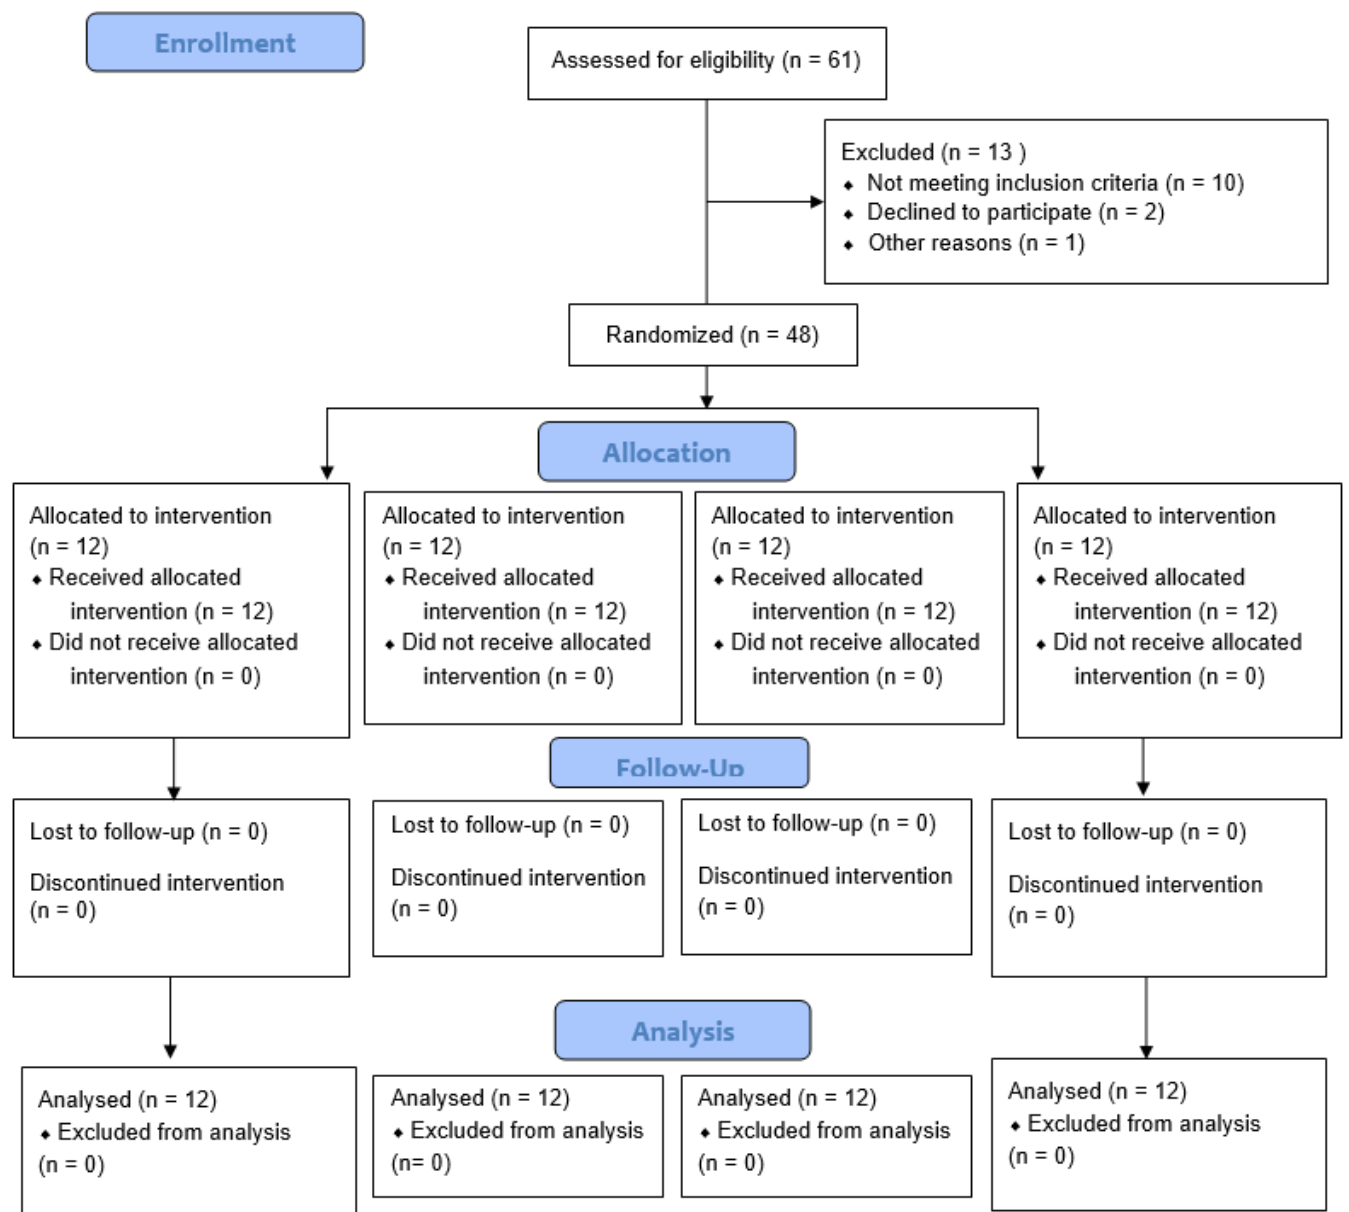 Enrollment
Assessed for eligibility (n = 61)
Excluded (n = 13 )
⬥ Not meeting inclusion criteria (n = 10)
⬥ Declined to participate (n = 2)
⬥ Other reasons (n = 1)
Randomized (n = 48)
Allocation
Allocated to intervention
(n = 12)
⬥ Received allocated
intervention (n = 12)
⬥ Did not receive allocated
intervention (n = 0)
Allocated to intervention
(n = 12)
⬥ Received allocated
intervention (n = 12)
⬥ Did not receive allocated
intervention (n = 0)
Allocated to intervention
(n = 12)
⬥ Received allocated
intervention (n = 12)
⬥ Did not receive allocated
intervention (n = 0)
Allocated to intervention
(n = 12)
⬥ Received allocated
intervention (n = 12)
⬥ Did not receive allocated
intervention (n = 0)
Follow-Up
Lost to follow-up (n = 0)
Discontinued intervention
(n = 0)
Lost to follow-up (n = 0)
Discontinued intervention
(n = 0)
Lost to follow-up (n = 0)
Discontinued intervention
(n = 0)
Lost to follow-up (n = 0)
Discontinued intervention
(n = 0)
Analysis
Analysed (n = 12)
⬥ Excluded from analysis
(n = 0)
Analysed (n = 12)
⬥ Excluded from analysis
(n= 0)
Analysed (n = 12)
⬥ Excluded from analysis
(n = 0)
Analysed (n = 12)
⬥ Excluded from analysis
(n = 0)